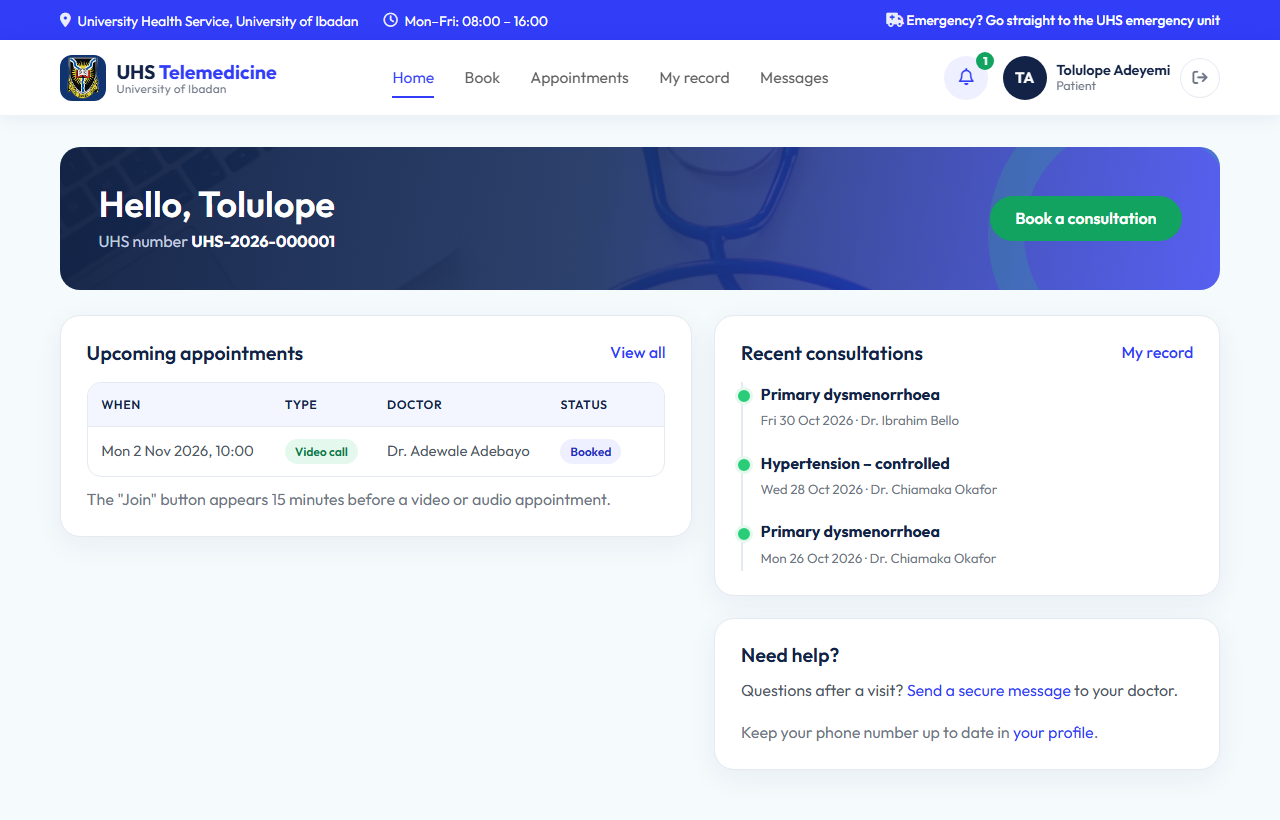 University Health Service, University of Ibadan
Mon–Fri: 08:00 – 16:00
Emergency? Go straight to the UHS emergency unit
UHS Telemedicine
University of Ibadan
Home
Book
Appointments
My record
Messages
1
TA
Tolulope Adeyemi
Patient
Hello, Tolulope
UHS number UHS-2026-000001
Book a consultation
Upcoming appointments
View all
WHEN TYPE DOCTOR STATUS
Mon 2 Nov 2026, 10:00 Video call Dr. Adewale Adebayo Booked
The "Join" button appears 15 minutes before a video or audio appointment.
Recent consultations
My record
Primary dysmenorrhoea
Fri 30 Oct 2026 · Dr. Ibrahim Bello
Hypertension – controlled
Wed 28 Oct 2026 · Dr. Chiamaka Okafor
Primary dysmenorrhoea
Mon 26 Oct 2026 · Dr. Chiamaka Okafor
Need help?
Questions after a visit? Send a secure message to your doctor.
Keep your phone number up to date in your profile.